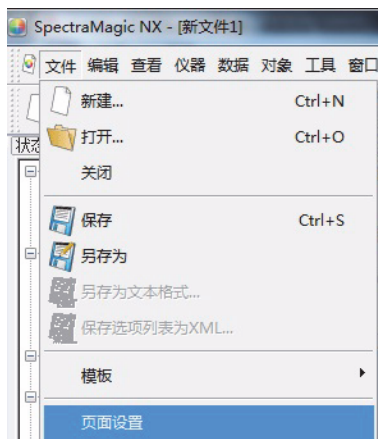 SpectraMagic NX - [新文件1]
文件 编辑 查看 仪器 数据 对象 工具 窗口
新建... Ctrl+N
打开... Ctrl+O
状态
关闭
保存 Ctrl+S
另存为
另存为文本格式...
保存选项列表为XML...
模板
页面设置